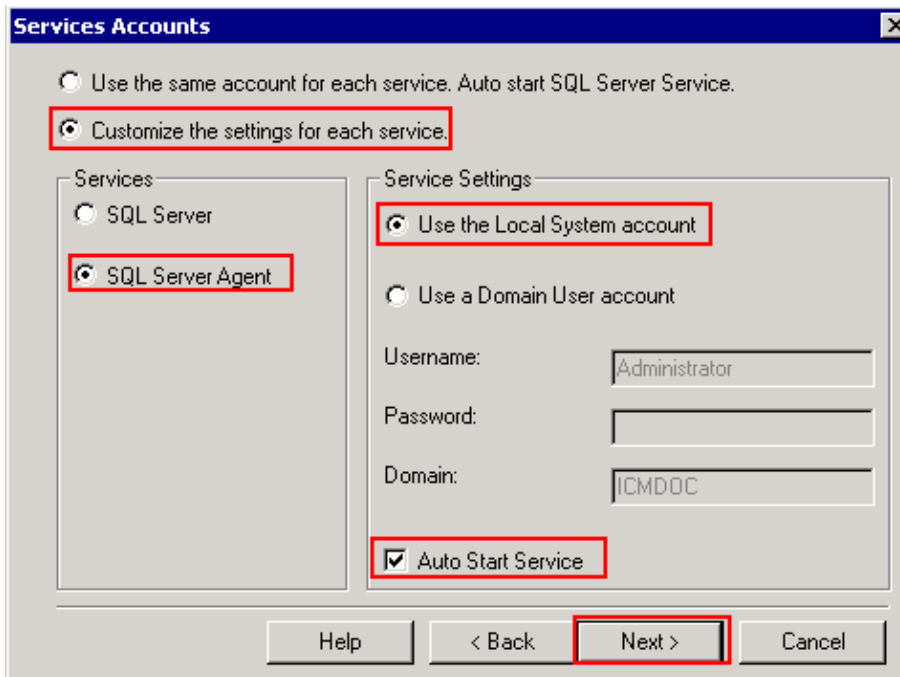 Services Accounts
Use the same account for each service. Auto start SQL Server Service.
Customize the settings for each service.
Services
SQL Server
SQL Server Agent
Service Settings
Use the Local System account
Use a Domain User account
Username:
Administrator
Password:
Domain:
ICMDOC
Auto Start Service
Help
< Back
Next >
Cancel